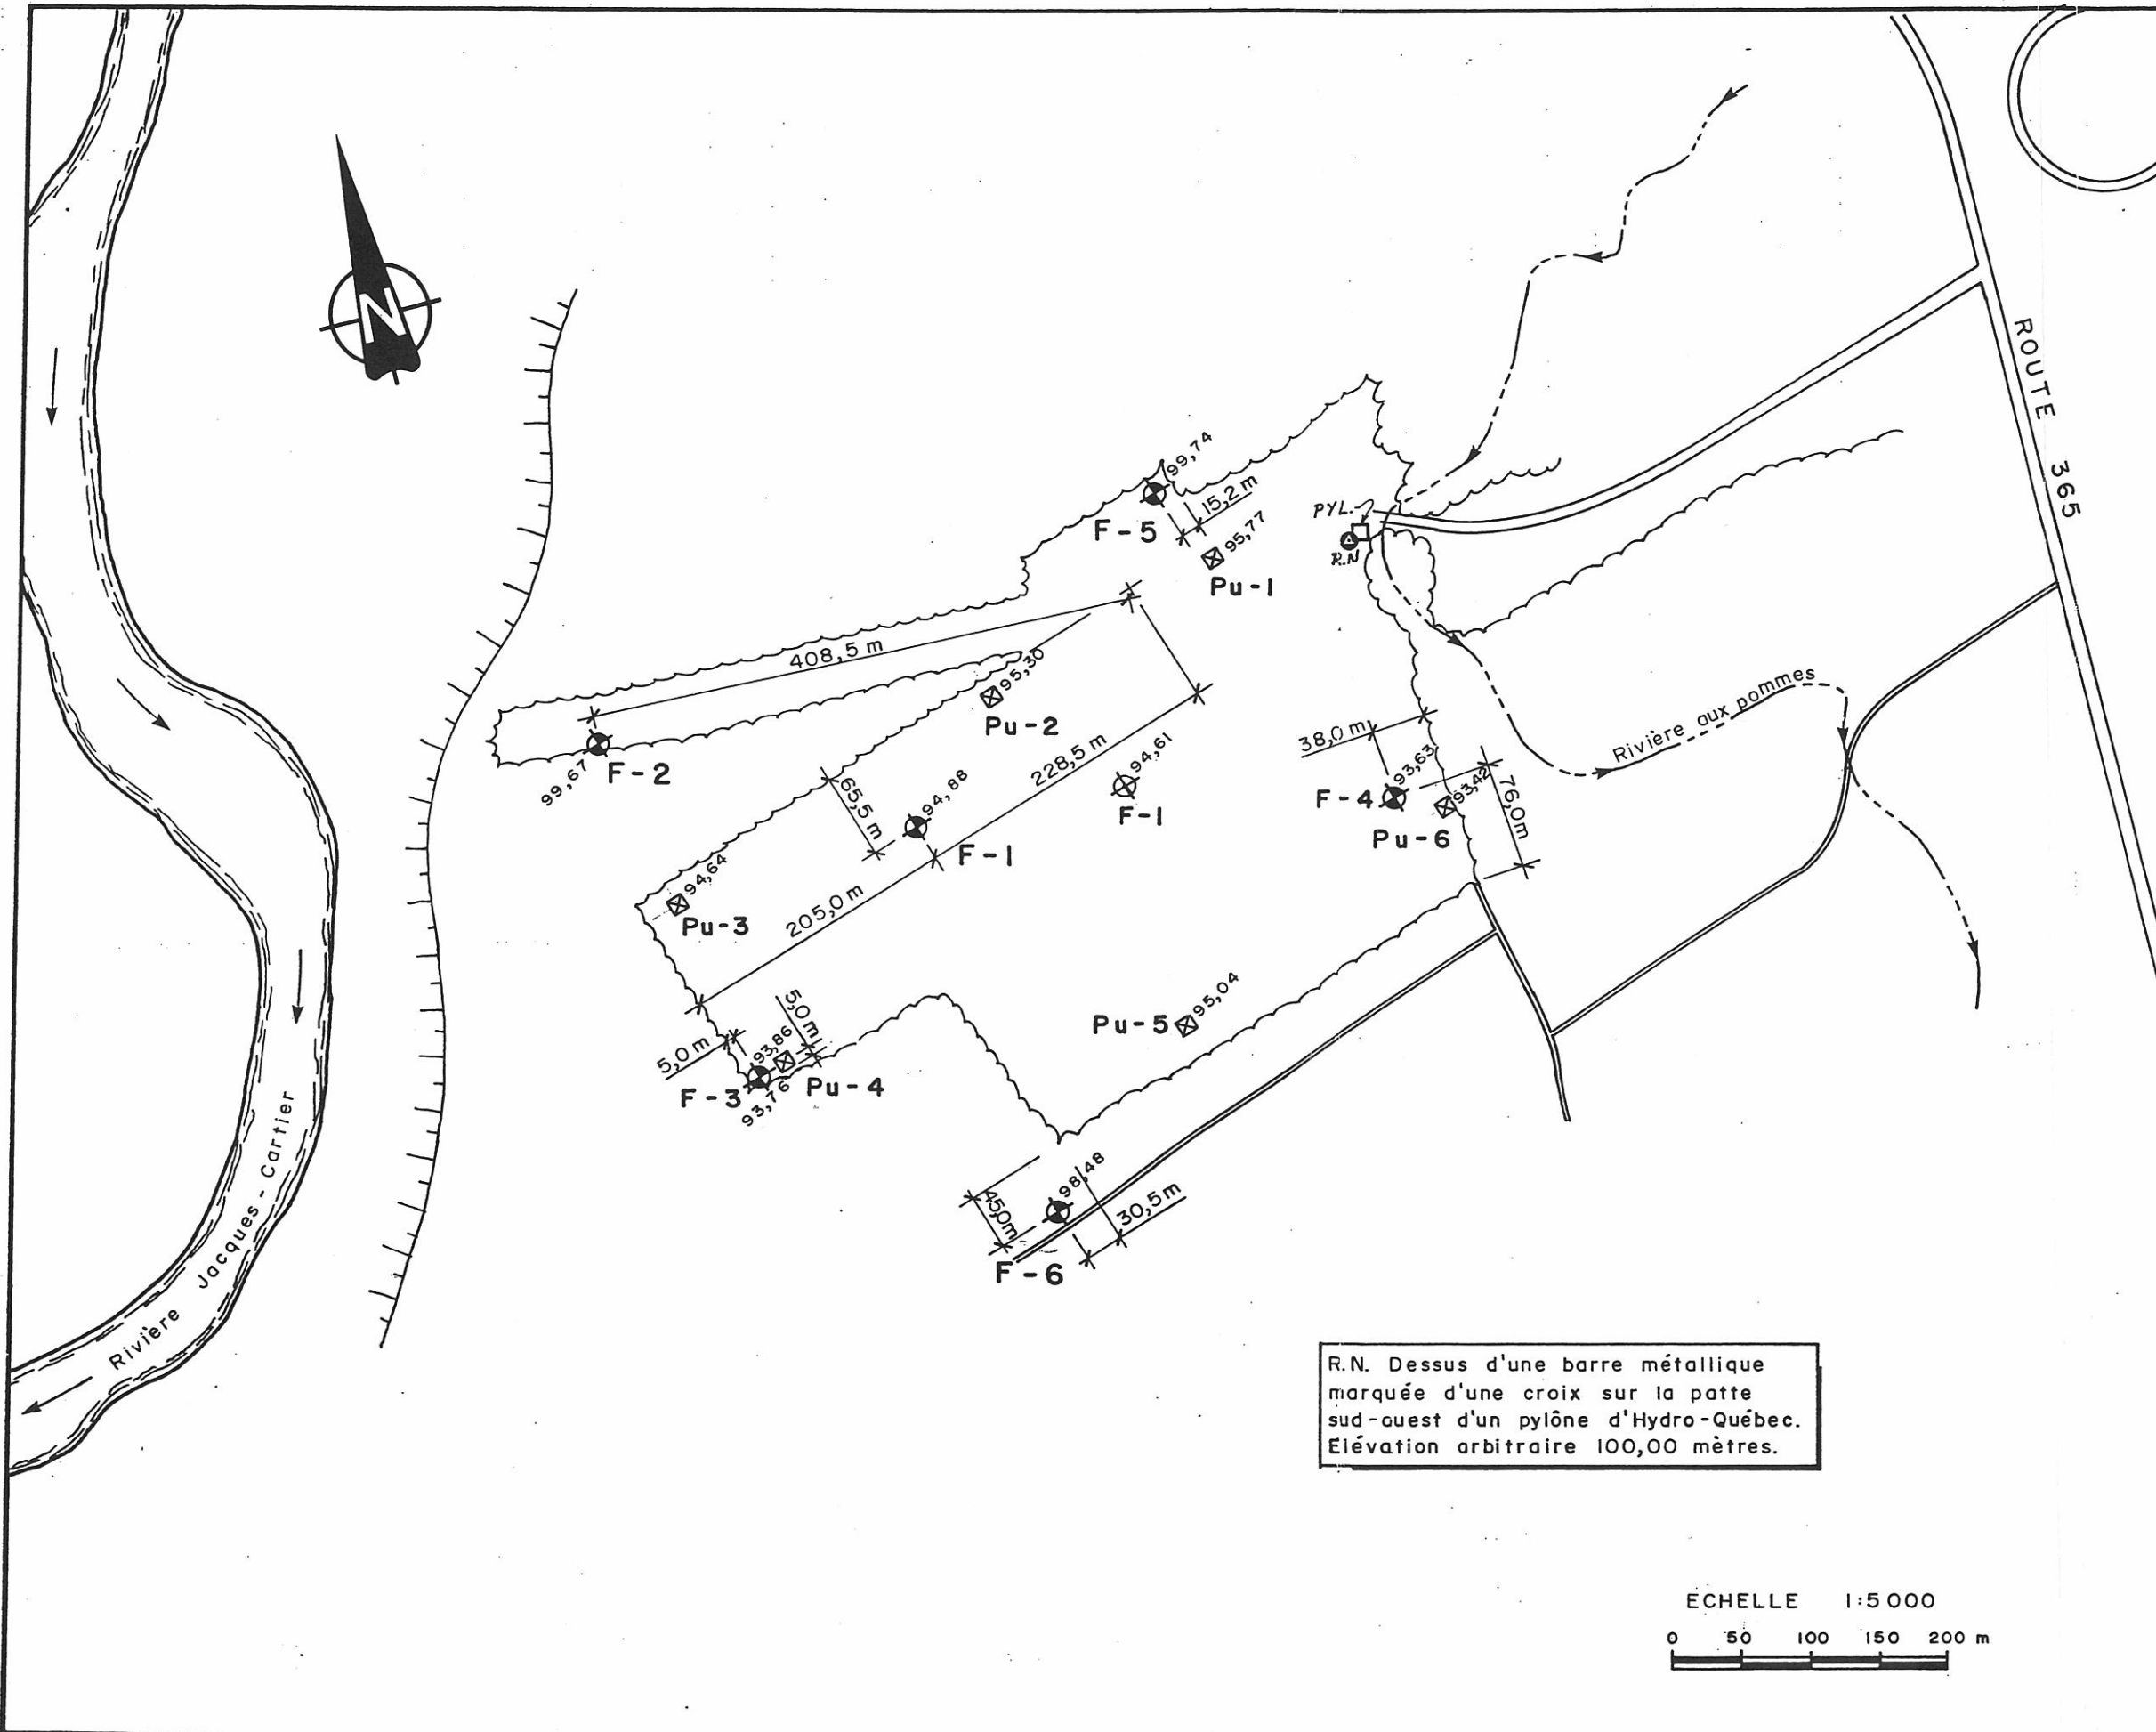 N
ROUTE 365
99,74
15,2 m
F-5
95,77
Pu-1
PYL.
R.N
408,5 m
95,30
Pu-2
99,67
F-2
228,5 m
94,61
F-1
38,0 m
93,63
F-4
93,42
76,0m
Pu-6
Rivière aux pommes
65,5 m
94,88
F-1
94,64
Pu-3
205,0 m
5,0 m
5,0 m
93,86
F-3
93,76
Pu-4
Pu-5
95,04
98,48
45,0m
30,5 m
F-6
Rivière Jacques-Cartier
R.N. Dessus d'une barre métallique
marquée d'une croix sur la patte
sud-ouest d'un pylône d'Hydro-Québec.
Elévation arbitraire 100,00 mètres.
ECHELLE 1:5 000
0 50 100 150 200 m